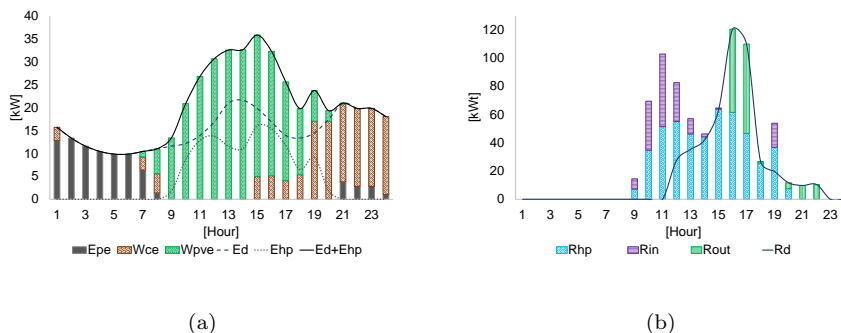 40
35
30
25
20
15
10
5
0
[kW]
1 3 5 7 9 11 13 15 17 19 21 23
[Hour]
Epe Wce Wpve Ed Ehp Ed+Ehp
(a)
120
100
80
60
40
20
0
[kWt]
1 3 5 7 9 11 13 15 17 19 21 23
[Hour]
Rhp Rin Rout Rd
(b)